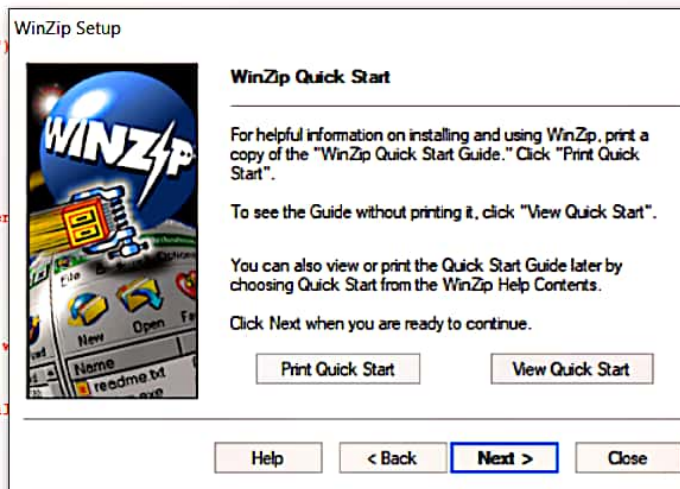 WinZip Setup
WINZIP
File
Options
New
Open
Name
readme.txt
WinZip Quick Start
For helpful information on installing and using WinZip, print a
copy of the "WinZip Quick Start Guide." Click "Print Quick
Start".
To see the Guide without printing it, click "View Quick Start".
You can also view or print the Quick Start Guide later by
choosing Quick Start from the WinZip Help Contents.
Click Next when you are ready to continue.
Print Quick Start
View Quick Start
Help
< Back
Next >
Close